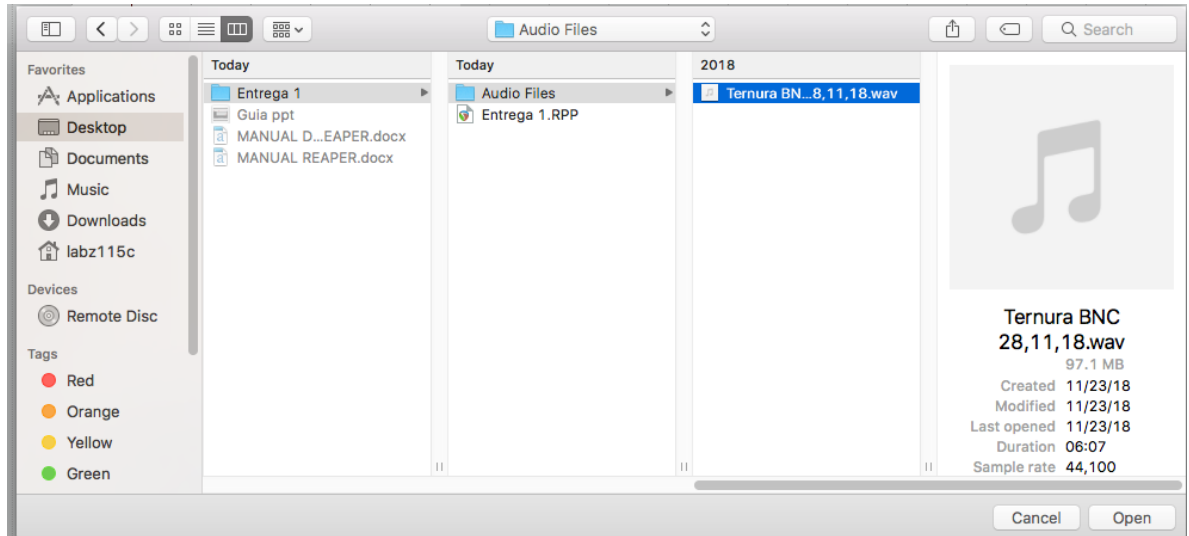 Audio Files
Search
Favorites
Applications
Desktop
Documents
Music
Downloads
labz115c
Devices
Remote Disc
Tags
Red
Orange
Yellow
Green
Today
Entrega 1
Guia ppt
MANUAL D...EAPER.docx
MANUAL REAPER.docx
Today
Audio Files
Entrega 1.RPP
2018
Ternura BN...8,11,18.wav
Ternura BNC
28,11,18.wav
97.1 MB
Created 11/23/18
Modified 11/23/18
Last opened 11/23/18
Duration 06:07
Sample rate 44,100
Cancel
Open